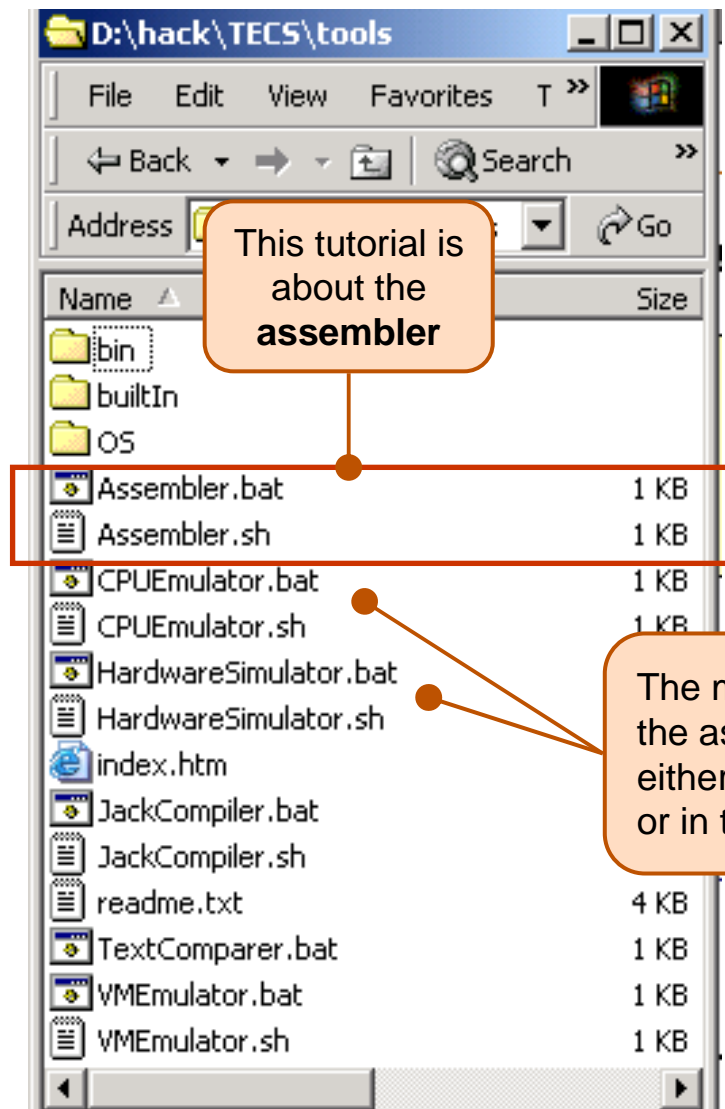 D:\hack\TECS\tools
File Edit View Favorites T »
Back Search »
Address Go
This tutorial is
about the
assembler
Name Size
bin
builtIn
OS
Assembler.bat 1 KB
Assembler.sh 1 KB
CPUEmulator.bat 1 KB
CPUEmulator.sh 1 KB
HardwareSimulator.bat
HardwareSimulator.sh
The
the
either
or in
index.htm
JackCompiler.bat
JackCompiler.sh
readme.txt 4 KB
TextComparer.bat 1 KB
VMEmulator.bat 1 KB
VMEmulator.sh 1 KB